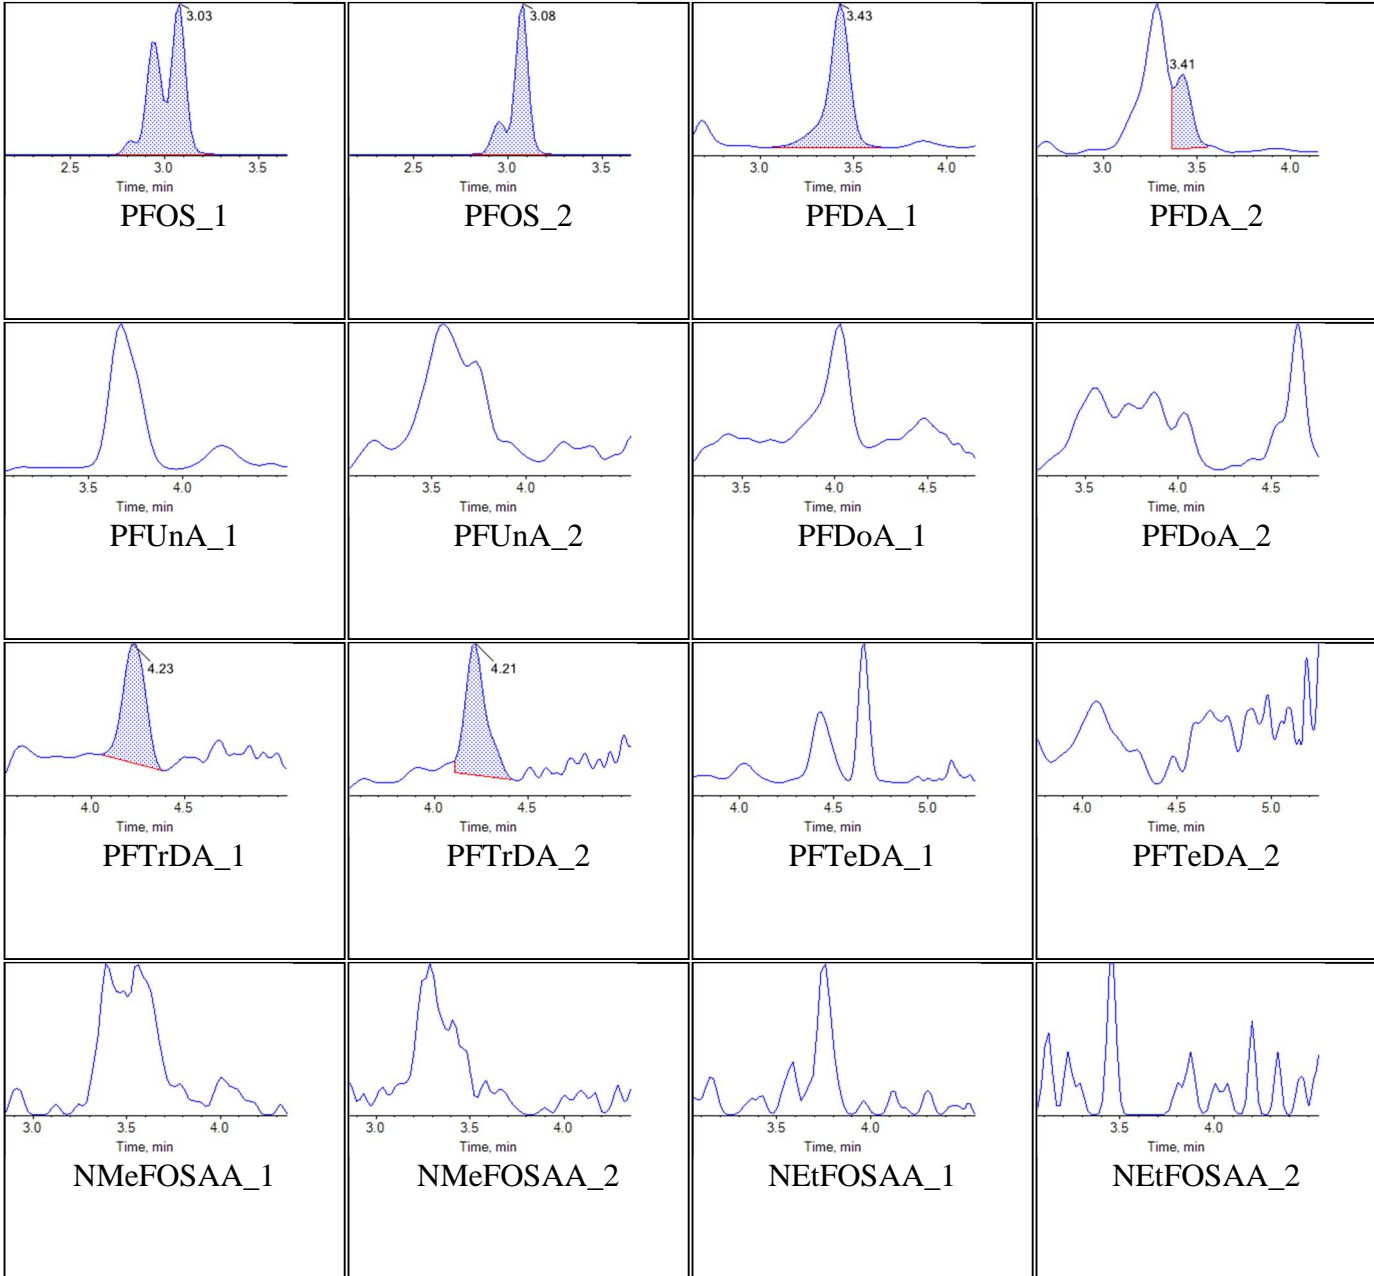 3.03
2.5 3.0 3.5
Time, min
PFOS_1
3.08
2.5 3.0 3.5
Time, min
PFOS_2
3.43
3.0 3.5 4.0
Time, min
PFDA_1
3.41
3.0 3.5 4.0
Time, min
PFDA_2
3.5 4.0
Time, min
PFUnA_1
3.5 4.0
Time, min
PFUnA_2
3.5 4.0 4.5
Time, min
PFDoA_1
3.5 4.0 4.5
Time, min
PFDoA_2
4.23
4.0 4.5
Time, min
PFTrDA_1
4.21
4.0 4.5
Time, min
PFTrDA_2
4.0 4.5 5.0
Time, min
PFTeDA_1
4.0 4.5 5.0
Time, min
PFTeDA_2
3.0 3.5 4.0
Time, min
NMeFOSAA_1
3.0 3.5 4.0
Time, min
NMeFOSAA_2
3.5 4.0
Time, min
NEtFOSAA_1
3.5 4.0
Time, min
NEtFOSAA_2